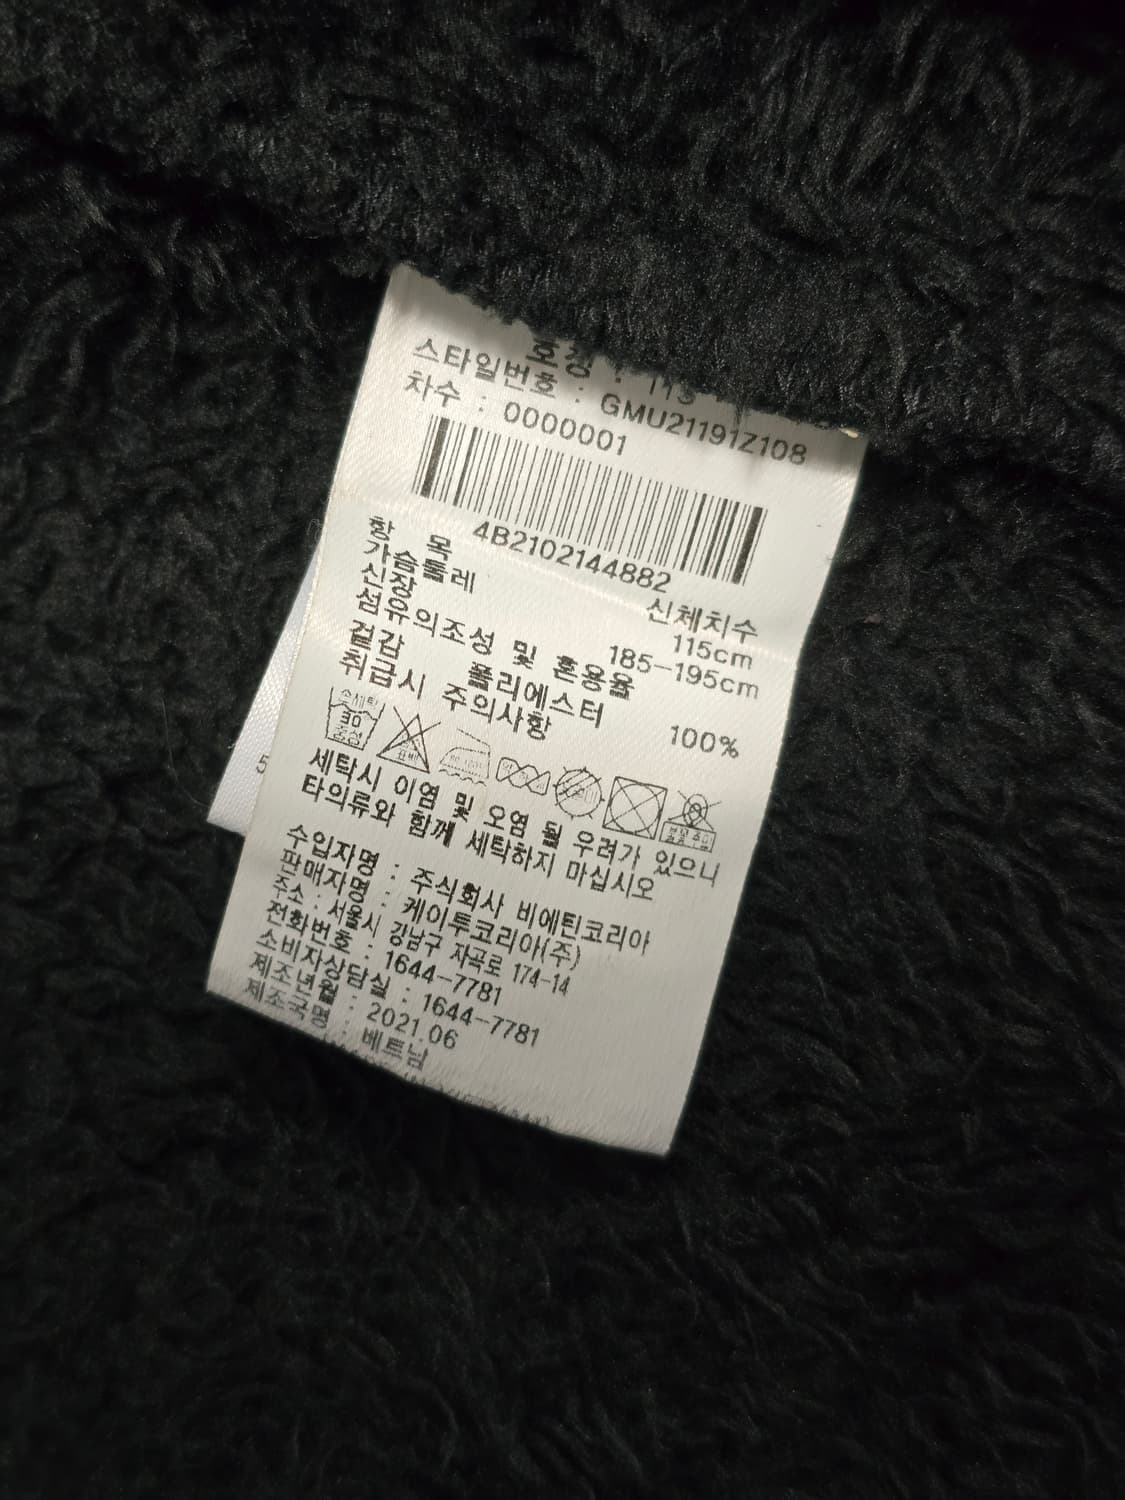 호칭 : 115
스타일번호 : GMU21191Z108
차수 : 0000001
4B2102144882
항 목 신체치수
가슴둘레 115cm
신장 185-195cm
섬유의조성 및 혼용율
겉감 폴리에스터 100%
취급시 주의사항
30 중성
세탁시 이염 및 오염 될 우려가 있으니
타의류와 함께 세탁하지 마십시오
수입자명 : 주식회사 비에틴코리아
판매자명 : 케이투코리아(주)
주소 : 서울시 강남구 자곡로 174-14
전화번호 : 1644-7781
소비자상담실 : 1644-7781
제조년월 : 2021.06
제조국명 : 베트남
5